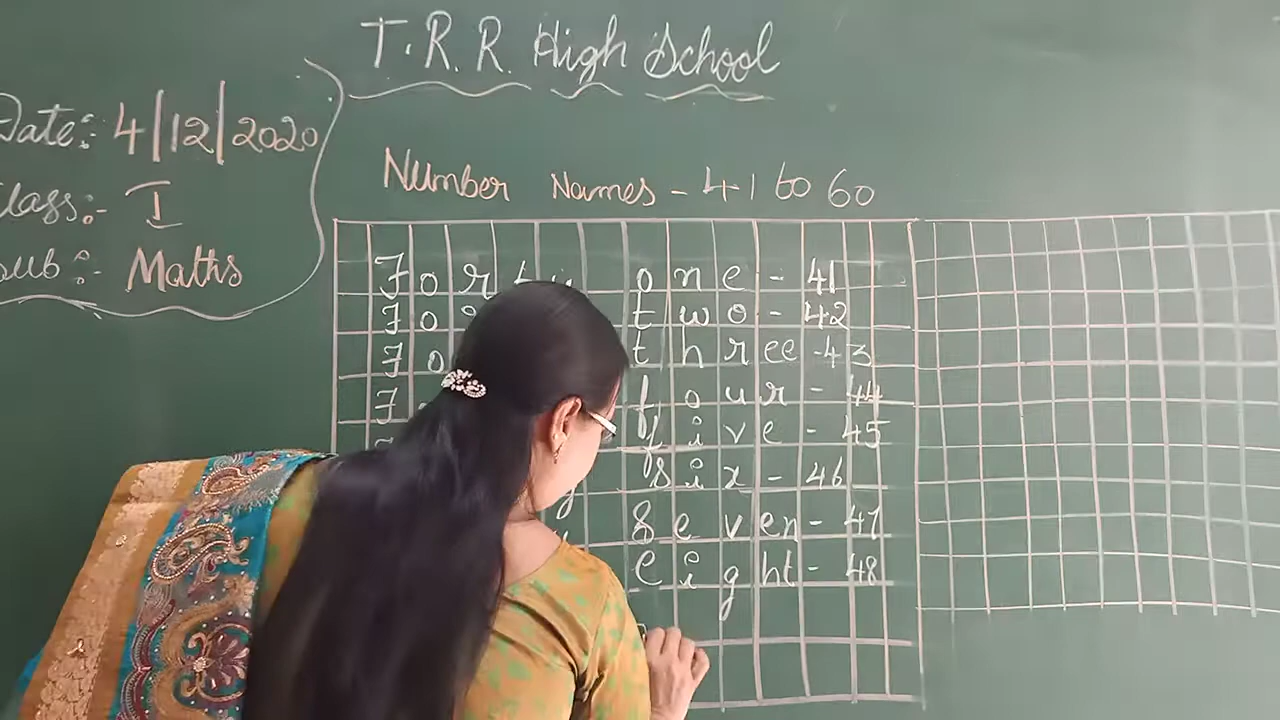 T.R.R. High School
Date:- 4/12/2020
Class:- I
Sub:- Maths
Number Names - 41 to 60
Forty one - 41
two - 42
three - 43
four - 44
five - 45
six - 46
Seven - 47
eight - 48